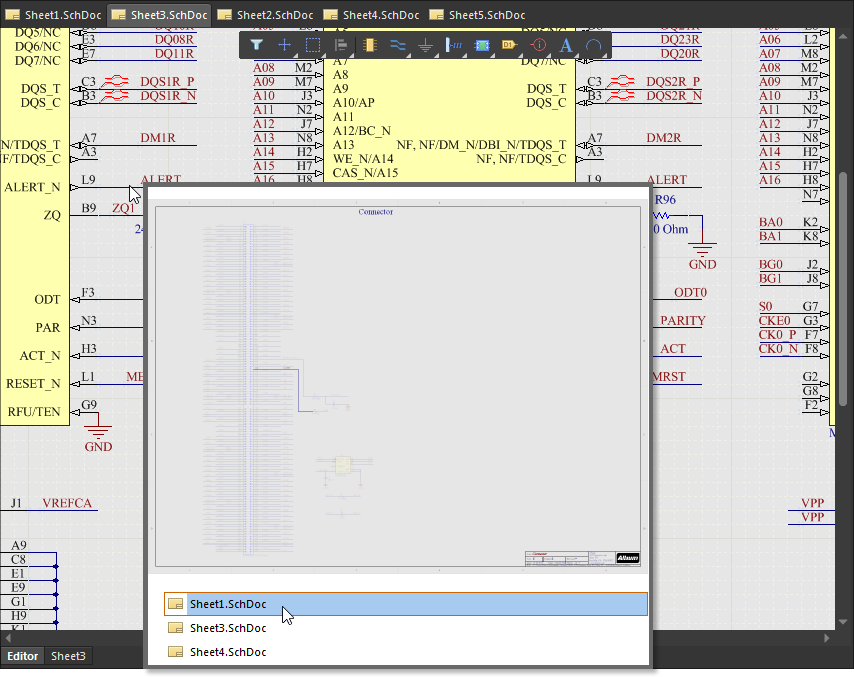 Sheet1.SchDoc Sheet3.SchDoc Sheet2.SchDoc Sheet4.SchDoc Sheet5.SchDoc
DQ5/NC
DQ6/NC E3 DQ08R
DQ7/NC E7 DQ11R
DQS_T C3 DQS1R_P
DQS_C B3 DQS1R_N
N/TDQS_T A7 DM1R
F/TDQS_C A3
ALERT_N L9 ALERT
ZQ B9 ZQ1
24
ODT F3
PAR N3
ACT_N H3
RESET_N L1 ME
RFU/TEN G9
GND
J1 VREFCA
A9
C8
E1
E9
G1
H9
K1
D1
A
A7
A08 M2 A8
A09 M7 A9
A10 J3 A10/AP
A11 N2 A11
A12 J7 A12/BC_N
A13 N8 A13
A14 H2 WE_N/A14
A15 H7 CAS_N/A15
A16 H8
DQ7/NC
DQS_T
DQS_C
NF, NF/DM_N/DBI_N/TDQS_T
NF, NF/TDQS_C
DQ23R
DQ20R
C3 DQS2R_P
B3 DQS2R_N
A7 DM2R
A3
L9 ALERT
R96
0 Ohm
GND
ODT0
PARITY
ACT
MRST
A06 L2
A07 M8
A08 M2
A09 M7
A10 J3
A11 N2
A12 J7
A13 N8
A14 H2
A15 H7
A16 H8
N7
BA0 K2
BA1 K8
BG0 J2
BG1 J8
S0 G7
CKE0 G3
CK0_P F7
CK0_N F8
G2
G8
F2
VPP
VPP
Connector
Altium
Sheet1.SchDoc
Sheet3.SchDoc
Sheet4.SchDoc
Editor Sheet3